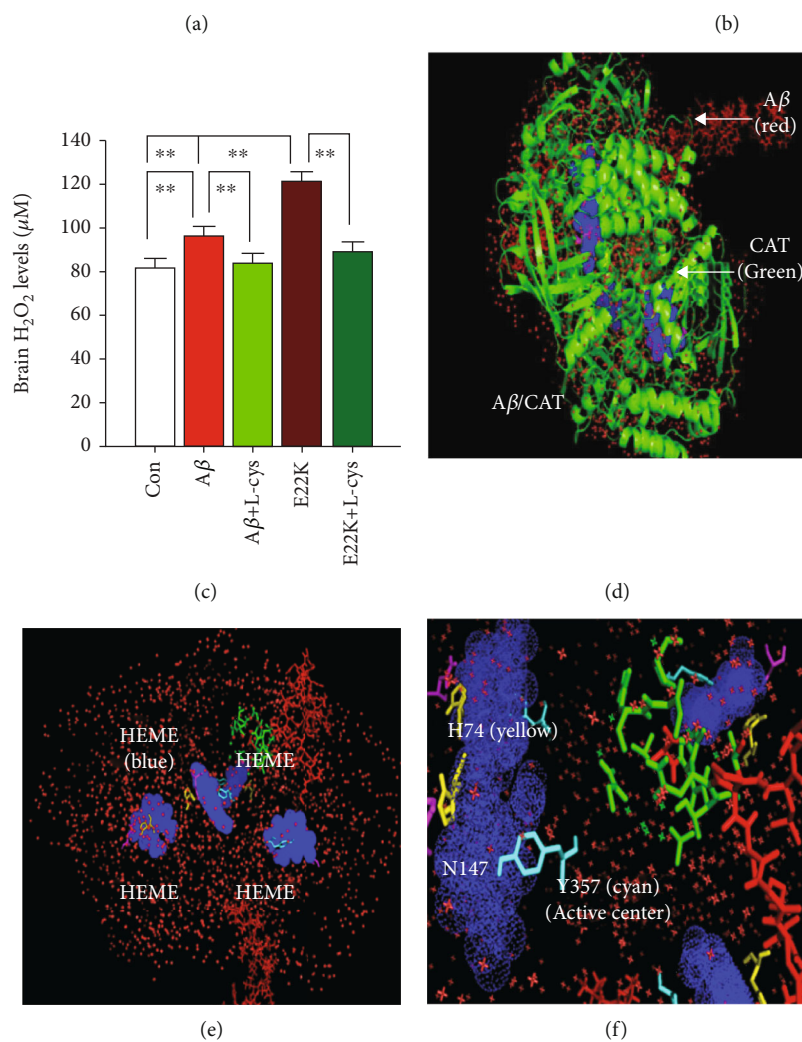 (a)
(b)
Brain H₂O₂ levels (μM)
140
120
100
80
60
40
20
0
**
**
**
**
**
Con
Aβ
Aβ+L-cys
E22K
E22K+L-cys
(c)
Aβ
(red)
CAT
(Green)
Aβ/CAT
(d)
HEME
(blue)
HEME
HEME
HEME
(e)
H74 (yellow)
N147
Y357 (cyan)
(Active center)
(f)